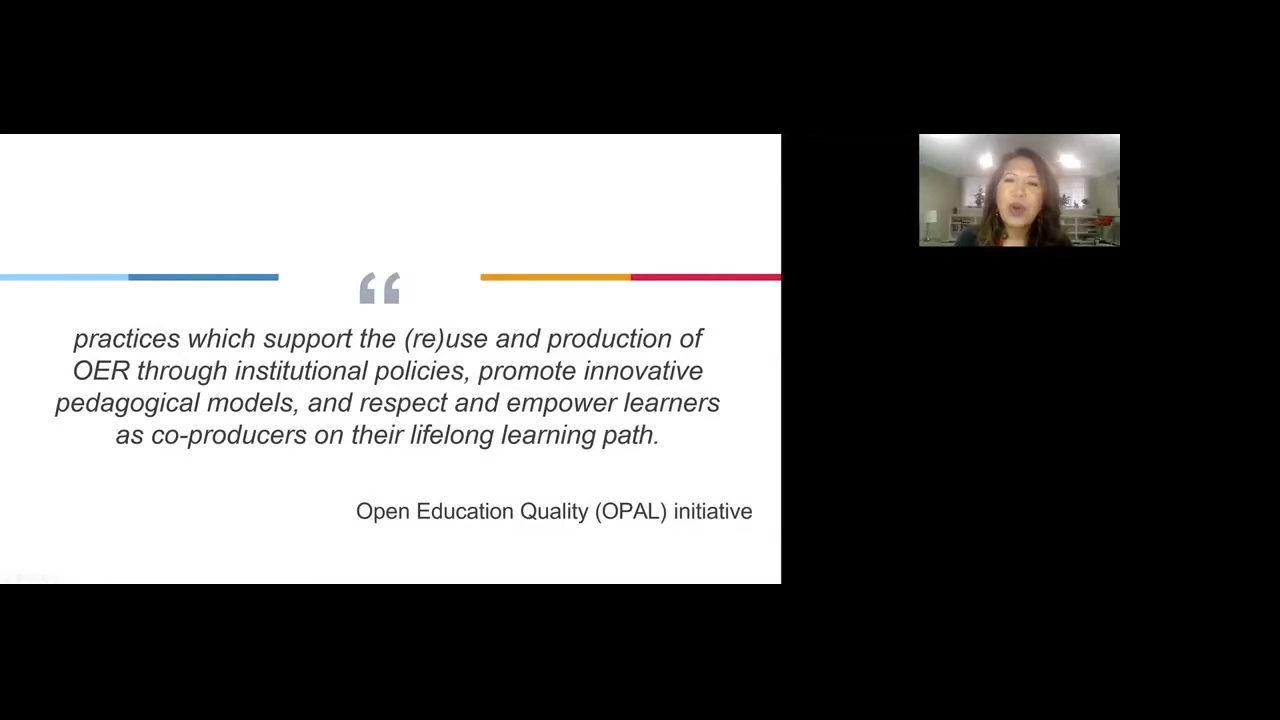 “
practices which support the (re)use and production of
OER through institutional policies, promote innovative
pedagogical models, and respect and empower learners
as co-producers on their lifelong learning path.
Open Education Quality (OPAL) initiative